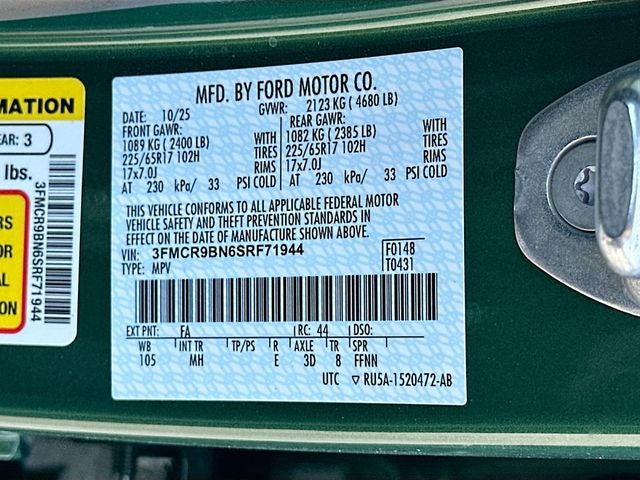 MATION
EAR: 3
lbs.
RS
OR
AL
ION
3FMCR9BN6SRF71944
MFD. BY FORD MOTOR CO.
DATE: 10/25 GVWR: 2123 KG ( 4680 LB)
FRONT GAWR: REAR GAWR:
1089 KG ( 2400 LB) WITH 1082 KG ( 2385 LB) WITH
225/65R17 102H TIRES 225/65R17 102H TIRES
17x7.0J RIMS 17x7.0J RIMS
AT 230 kPa/ 33 PSI COLD AT 230 kPa/ 33 PSI COLD
THIS VEHICLE CONFORMS TO ALL APPLICABLE FEDERAL MOTOR
VEHICLE SAFETY AND THEFT PREVENTION STANDARDS IN
EFFECT ON THE DATE OF MANUFACTURE SHOWN ABOVE.
VIN: 3FMCR9BN6SRF71944 F0148
TYPE: MPV T0431
EXT PNT: FA RC: 44 DSO:
WB INT TR TP/PS R AXLE TR SPR
105 MH E 3D 8 FFNN
UTC ▽ RU5A-1520472-AB